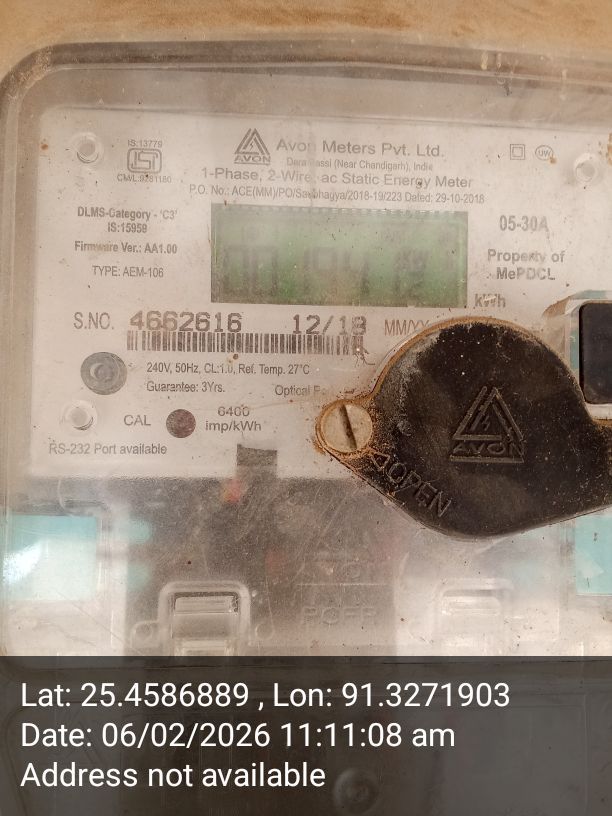 IS:13779
CM/L:9281180
AVON
Avon Meters Pvt. Ltd.
Dera Bassi (Near Chandigarh), India
1-Phase, 2-Wire, ac Static Energy Meter
P.O. No.: ACE(MM)/PO/Saubhagya/2018-19/223 Dated: 29-10-2018
DLMS-Category - 'C3'
IS:15959
Firmware Ver.: AA1.00
TYPE: AEM-106
05-30A
Property of
MePDCL
kWh
S.NO. 4662616 12/18 MM/YY
240V, 50Hz, CL:1.0, Ref. Temp. 27°C
Guarantee: 3Yrs. Optical
CAL 6400
imp/kWh
RS-232 Port available
AVON
OPEN
Lat: 25.4586889 , Lon: 91.3271903
Date: 06/02/2026 11:11:08 am
Address not available